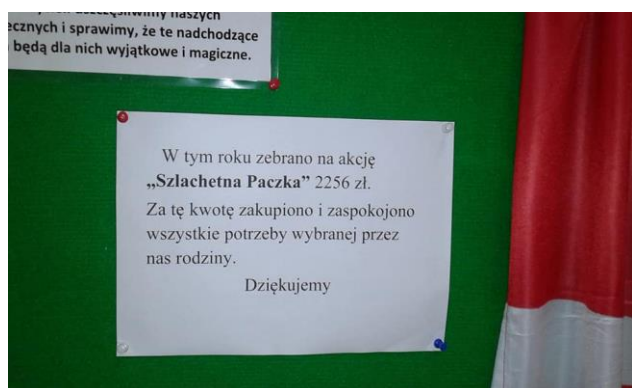 naszych
ecznych i sprawimy, że te nadchodzące
będą dla nich wyjątkowe i magiczne.
W tym roku zebrano na akcję
„Szlachetna Paczka” 2256 zł.
Za tę kwotę zakupiono i zaspokojono
wszystkie potrzeby wybranej przez
nas rodziny.
Dziękujemy